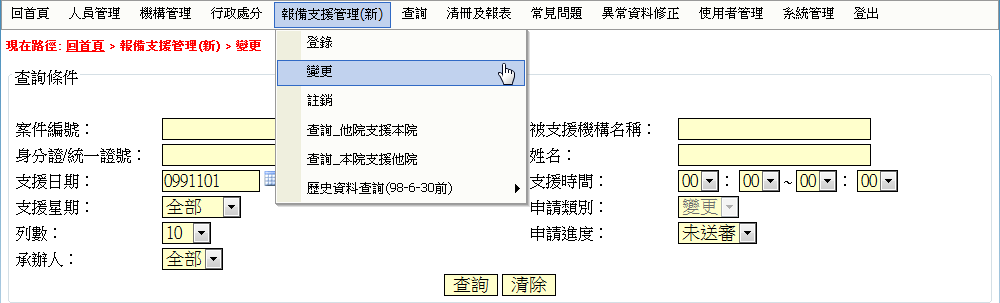 回首頁 人員管理 機構管理 行政處分 報備支援管理(新) 查詢 清冊及報表 常見問題 異常資料修正 使用者管理 系統管理 登出
現在路徑: 回首頁 > 報備支援管理(新) > 變更
登錄
變更
註銷
查詢_他院支援本院
查詢_本院支援他院
歷史資料查詢(98-6-30前)
查詢條件
案件編號： 被支援機構名稱：
身分證/統一證號： 姓名：
支援日期： 0991101 支援時間： 00 : 00 ~ 00 : 00
支援星期： 全部 申請類別： 變更
列數： 10 申請進度： 未送審
承辦人： 全部
查詢 清除